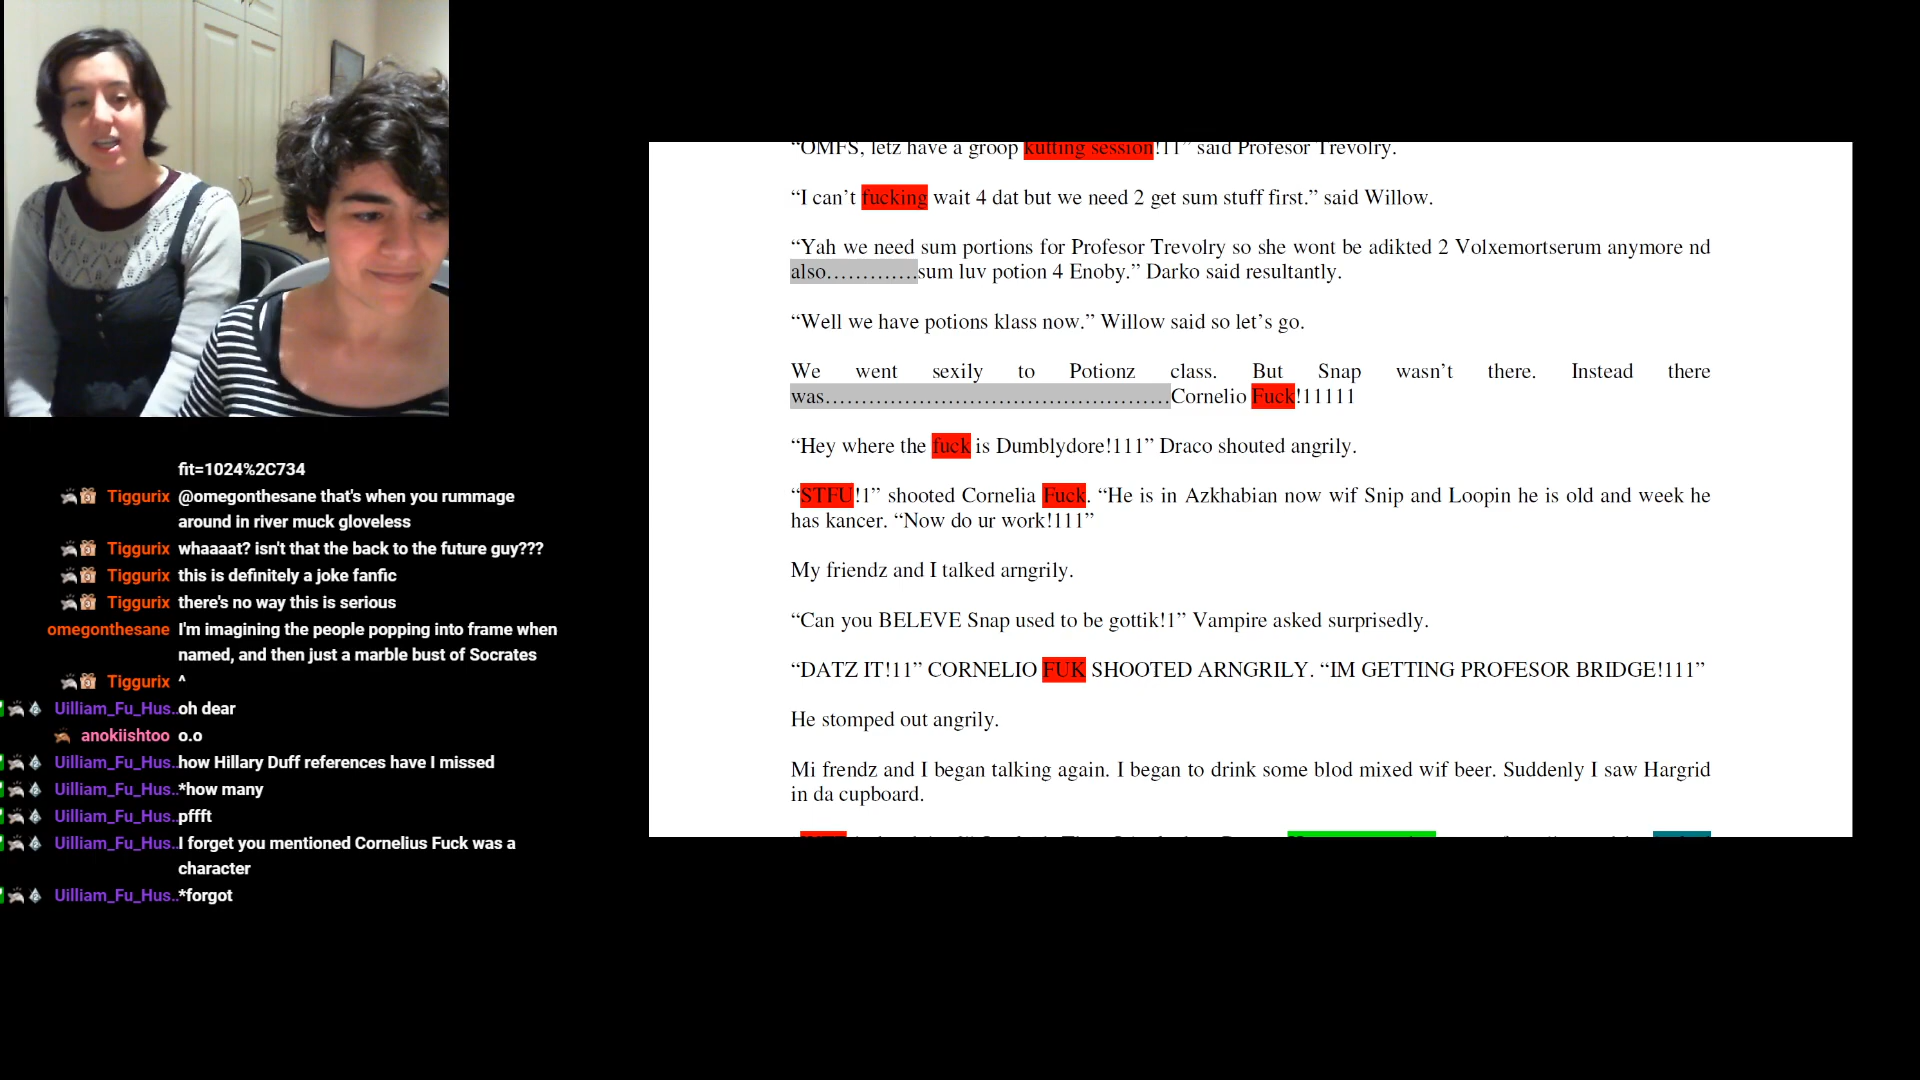 fit=1024%2C734
Tiggurix @omegonthesane that's when you rummage
around in river muck gloveless
Tiggurix whaaaat? isn't that the back to the future guy???
Tiggurix this is definitely a joke fanfic
Tiggurix there's no way this is serious
omegonthesane I'm imagining the people popping into frame when
named, and then just a marble bust of Socrates
Tiggurix ^
Uilliam_Fu_Hus.. oh dear
anokiishtoo o.o
Uilliam_Fu_Hus.. how Hillary Duff references have I missed
Uilliam_Fu_Hus.. *how many
Uilliam_Fu_Hus.. pffft
Uilliam_Fu_Hus.. I forget you mentioned Cornelius Fuck was a
character
Uilliam_Fu_Hus.. *forgot
“OMFS, letz have a groop kutting session!11” said Profesor Trevolry.
“I can’t fucking wait 4 dat but we need 2 get sum stuff first.” said Willow.
“Yah we need sum portions for Profesor Trevolry so she wont be adikted 2 Volxemortserum anymore nd
also………….sum luv potion 4 Enoby.” Darko said resultantly.
“Well we have potions klass now.” Willow said so let’s go.
We went sexily to Potionz class. But Snap wasn’t there. Instead there
was…………………………………………Cornelio Fuck!11111
“Hey where the fuck is Dumblydore!111” Draco shouted angrily.
“STFU!1” shooted Cornelia Fuck. “He is in Azkhabian now wif Snip and Loopin he is old and week he
has kancer. “Now do ur work!111”
My friendz and I talked arngrily.
“Can you BELEVE Snap used to be gottik!1” Vampire asked surprisedly.
“DATZ IT!11” CORNELIO FUK SHOOTED ARNGRILY. “IM GETTING PROFESOR BRIDGE!111”
He stomped out angrily.
Mi frendz and I began talking again. I began to drink some blod mixed wif beer. Suddenly I saw Hargrid
in da cupboard.